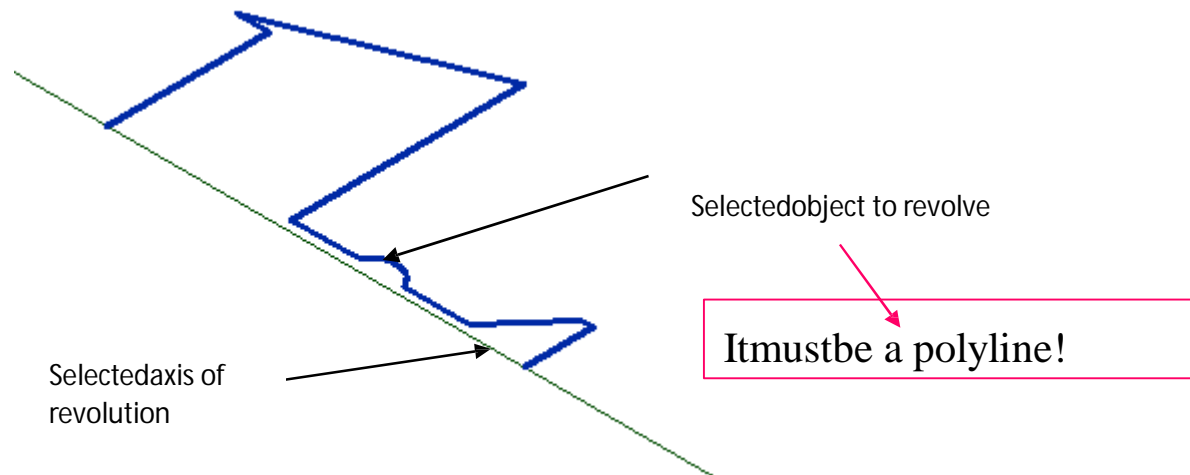 Selectedobject to revolve
Itmustbe a polyline!
Selectedaxis of
revolution